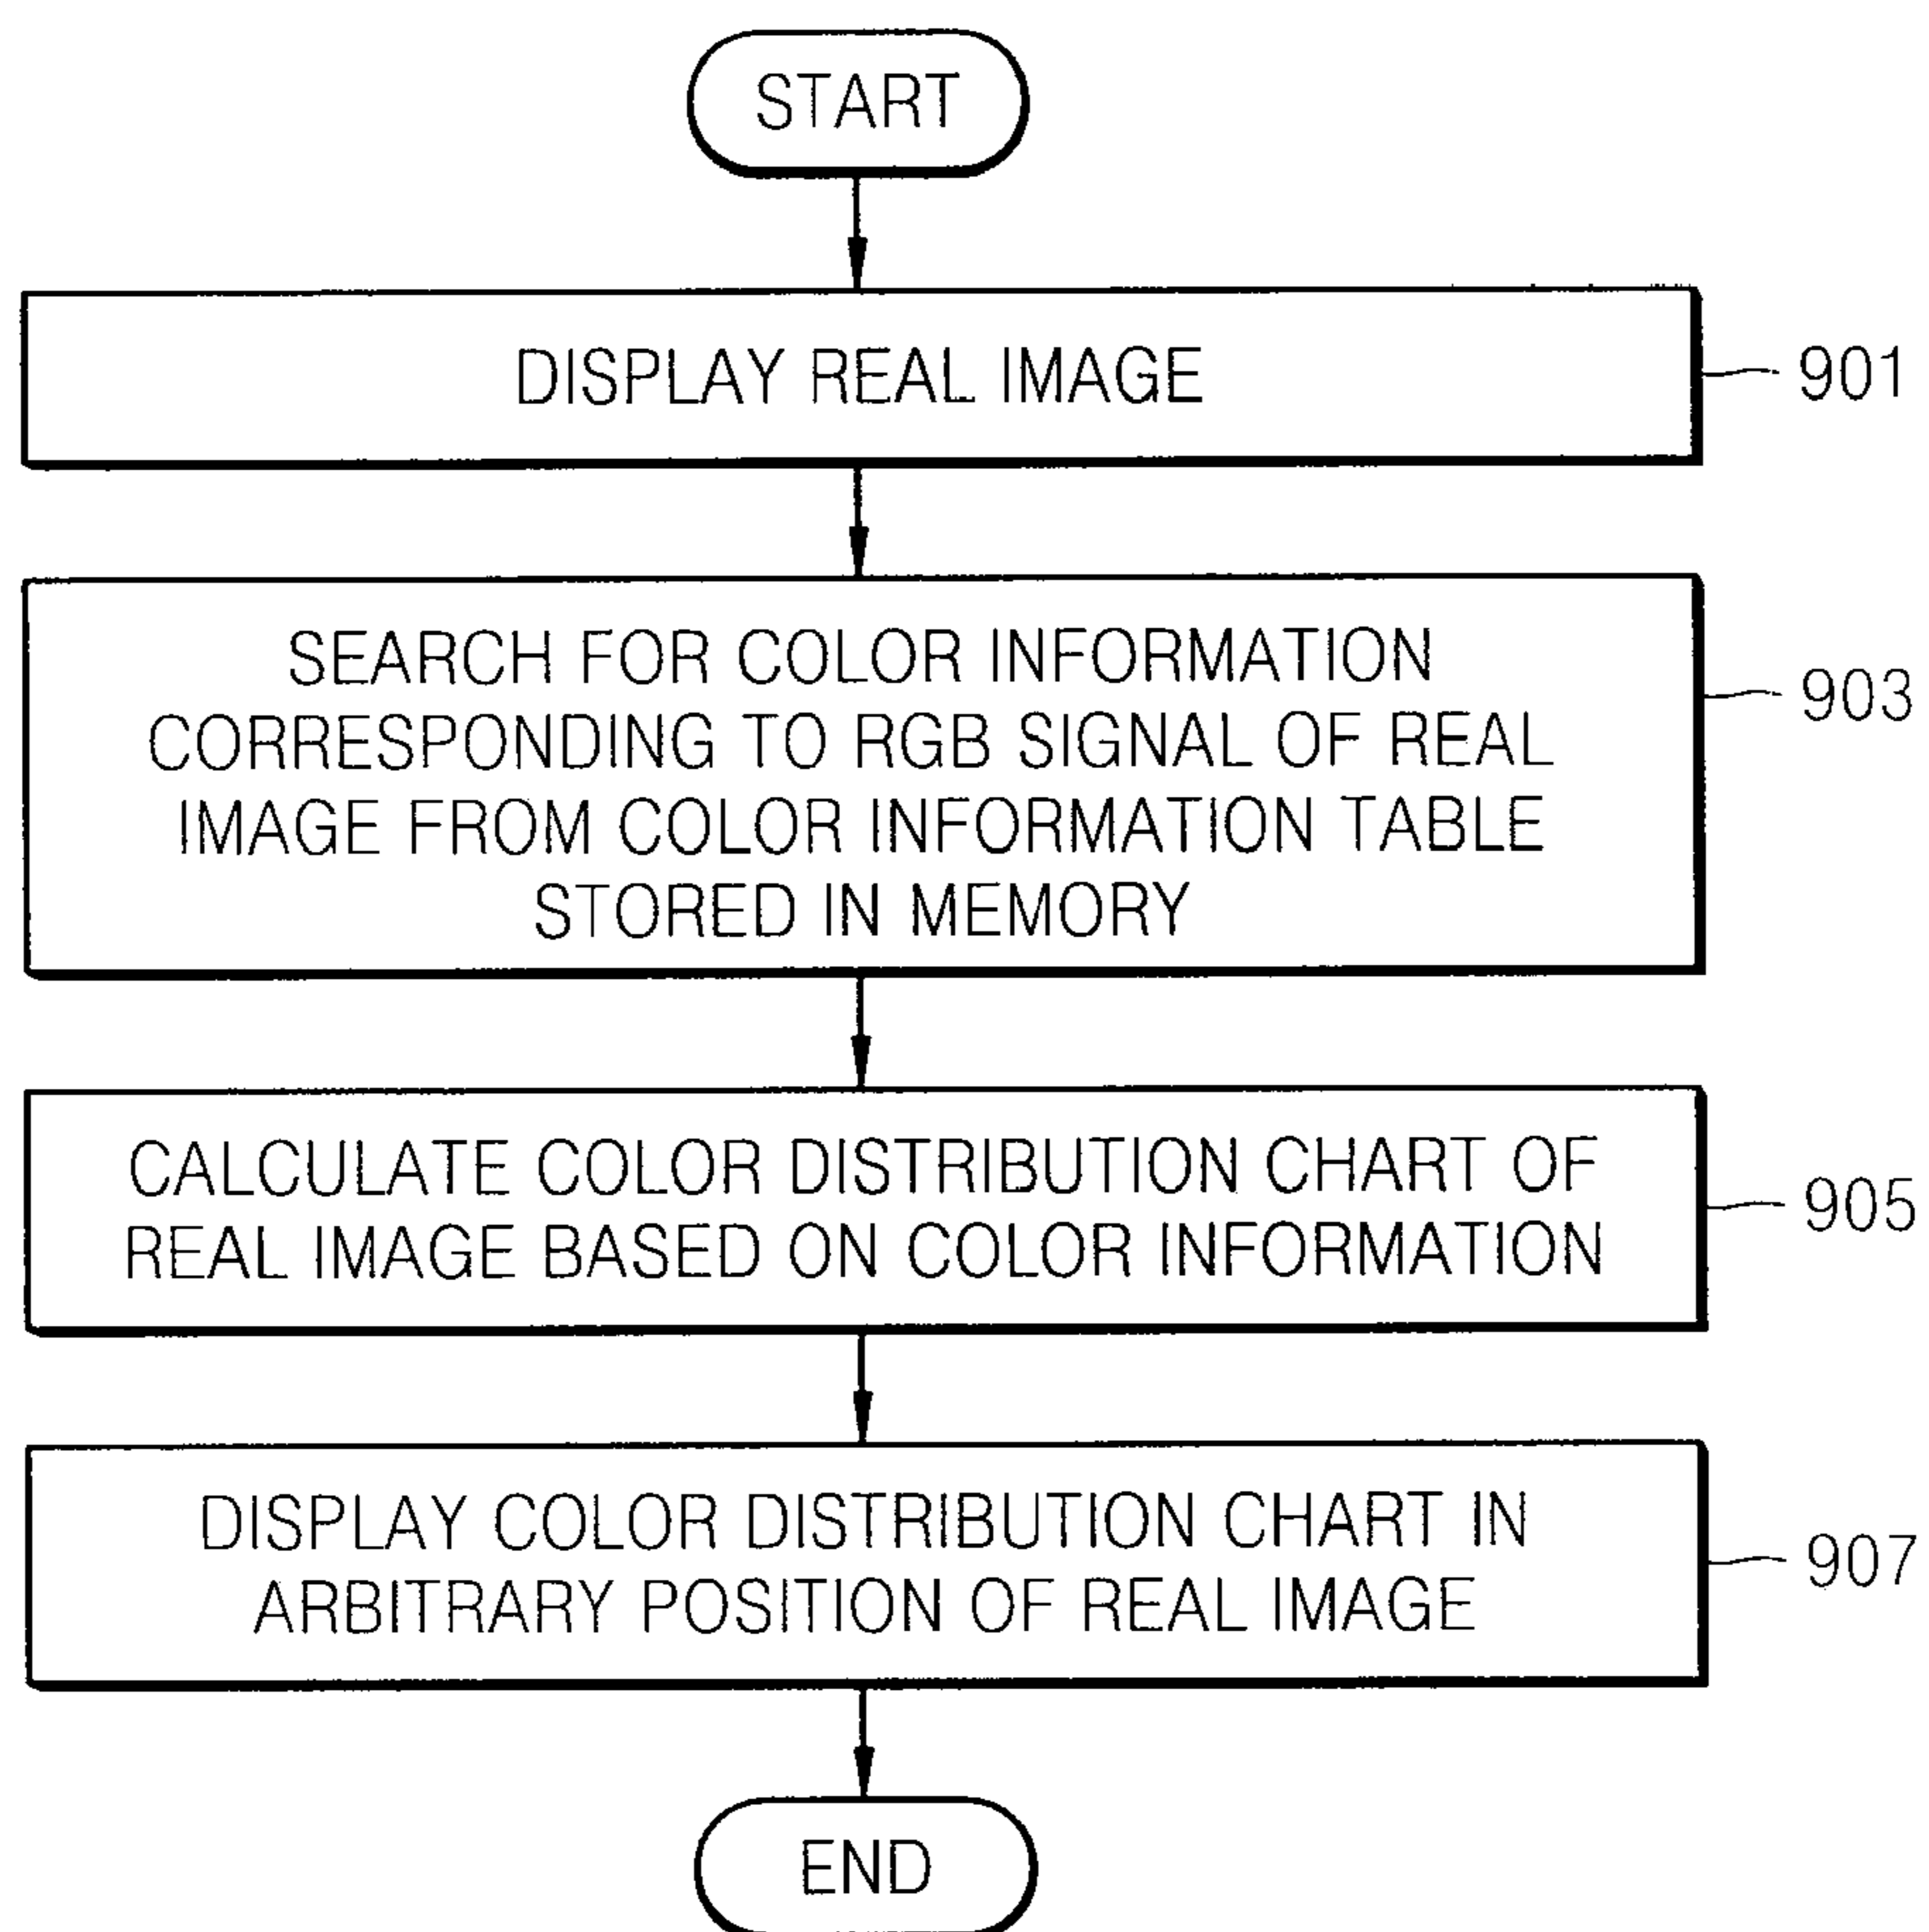 START
DISPLAY REAL IMAGE
901
SEARCH FOR COLOR INFORMATION
CORRESPONDING TO RGB SIGNAL OF REAL
IMAGE FROM COLOR INFORMATION TABLE
STORED IN MEMORY
903
CALCULATE COLOR DISTRIBUTION CHART OF
REAL IMAGE BASED ON COLOR INFORMATION
905
DISPLAY COLOR DISTRIBUTION CHART IN
ARBITRARY POSITION OF REAL IMAGE
907
END